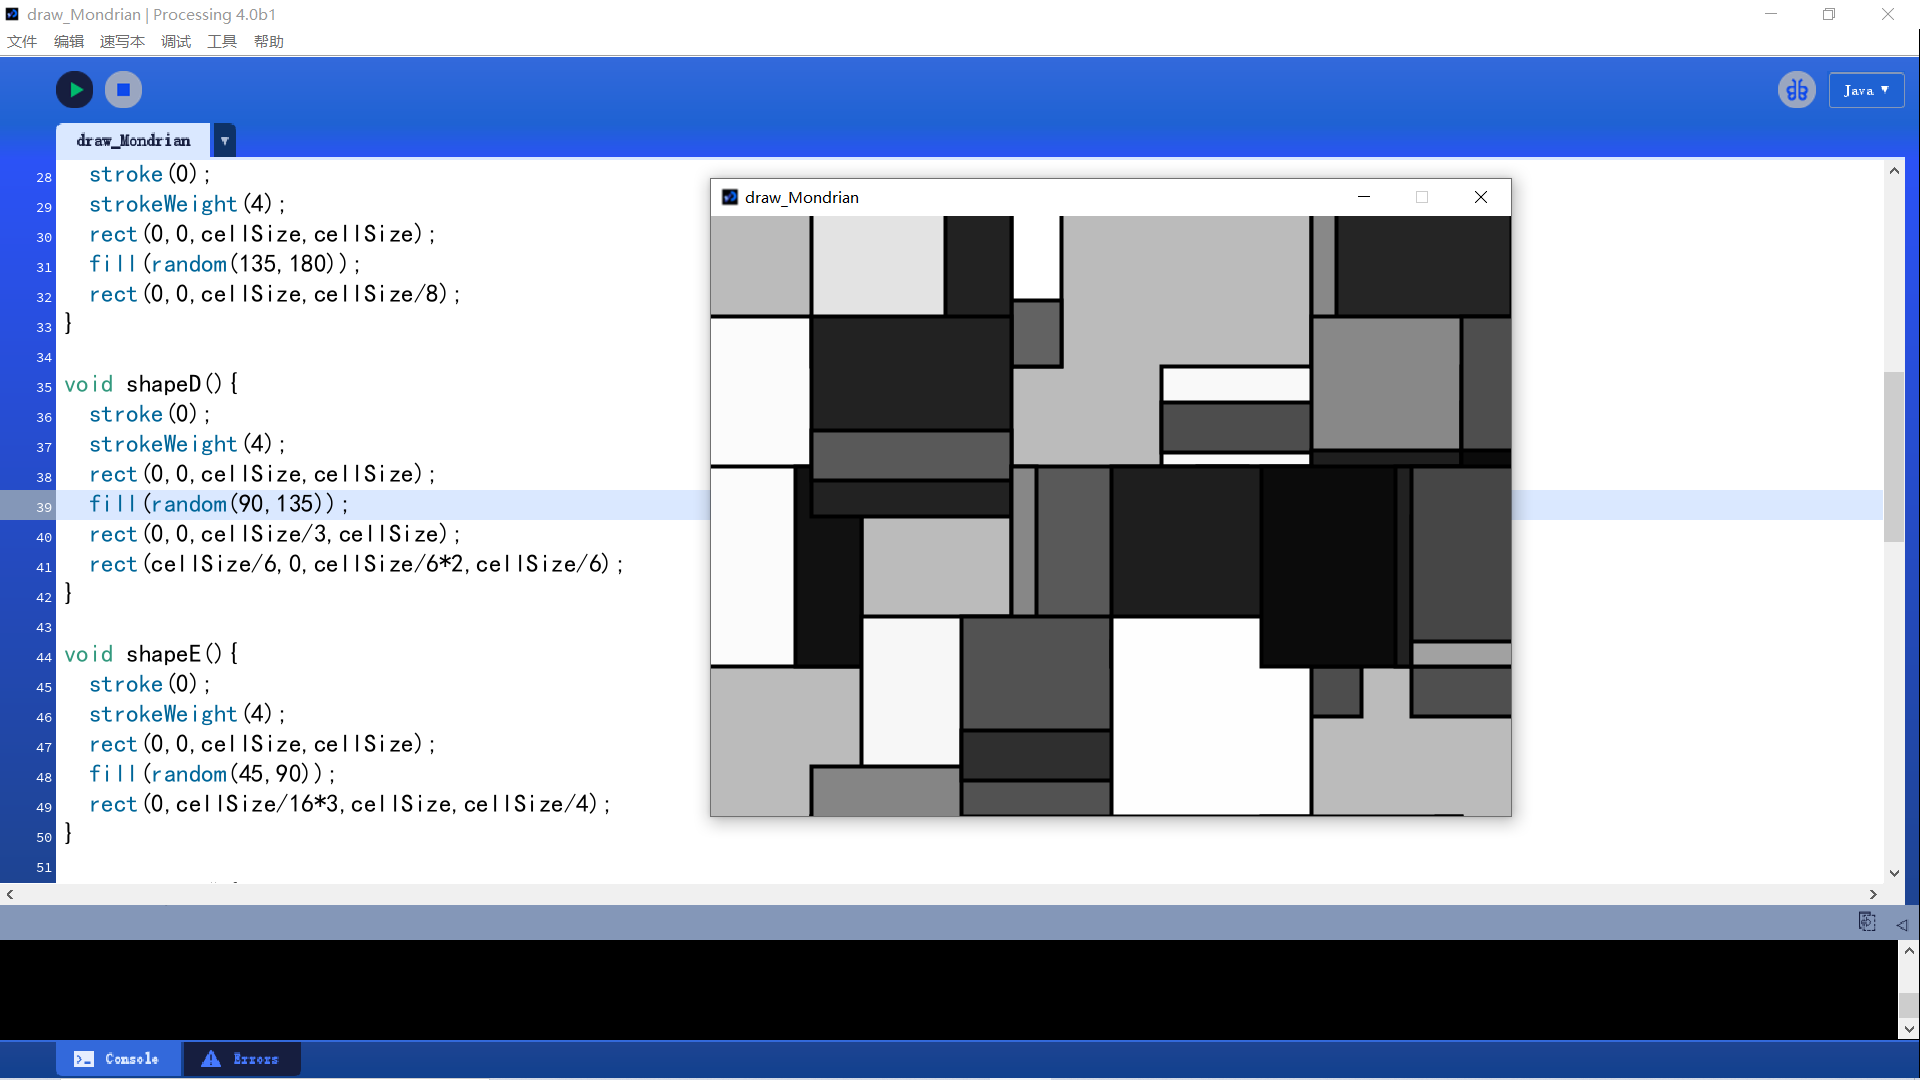 draw_Mondrian | Processing 4.0b1
文件 编辑 速写本 调试 工具 帮助
Java ▼
draw_Mondrian ▼
28 stroke(0);
29 strokeWeight(4);
30 rect(0,0,cellSize,cellSize);
31 fill(random(135,180));
32 rect(0,0,cellSize,cellSize/8);
33 }
34
35 void shapeD(){
36 stroke(0);
37 strokeWeight(4);
38 rect(0,0,cellSize,cellSize);
39 fill(random(90,135));
40 rect(0,0,cellSize/3,cellSize);
41 rect(cellSize/6,0,cellSize/6*2,cellSize/6);
42 }
43
44 void shapeE(){
45 stroke(0);
46 strokeWeight(4);
47 rect(0,0,cellSize,cellSize);
48 fill(random(45,90));
49 rect(0,cellSize/16*3,cellSize,cellSize/4);
50 }
51
draw_Mondrian
Console Errors